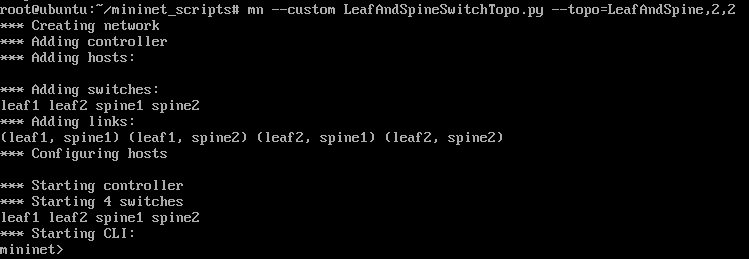 root@ubuntu:~/mininet_scripts# mn --custom LeafAndSpineSwitchTopo.py --topo=LeafAndSpine,2,2
*** Creating network
*** Adding controller
*** Adding hosts:

*** Adding switches:
leaf1 leaf2 spine1 spine2
*** Adding links:
(leaf1, spine1) (leaf1, spine2) (leaf2, spine1) (leaf2, spine2)
*** Configuring hosts

*** Starting controller
*** Starting 4 switches
leaf1 leaf2 spine1 spine2
*** Starting CLI:
mininet>